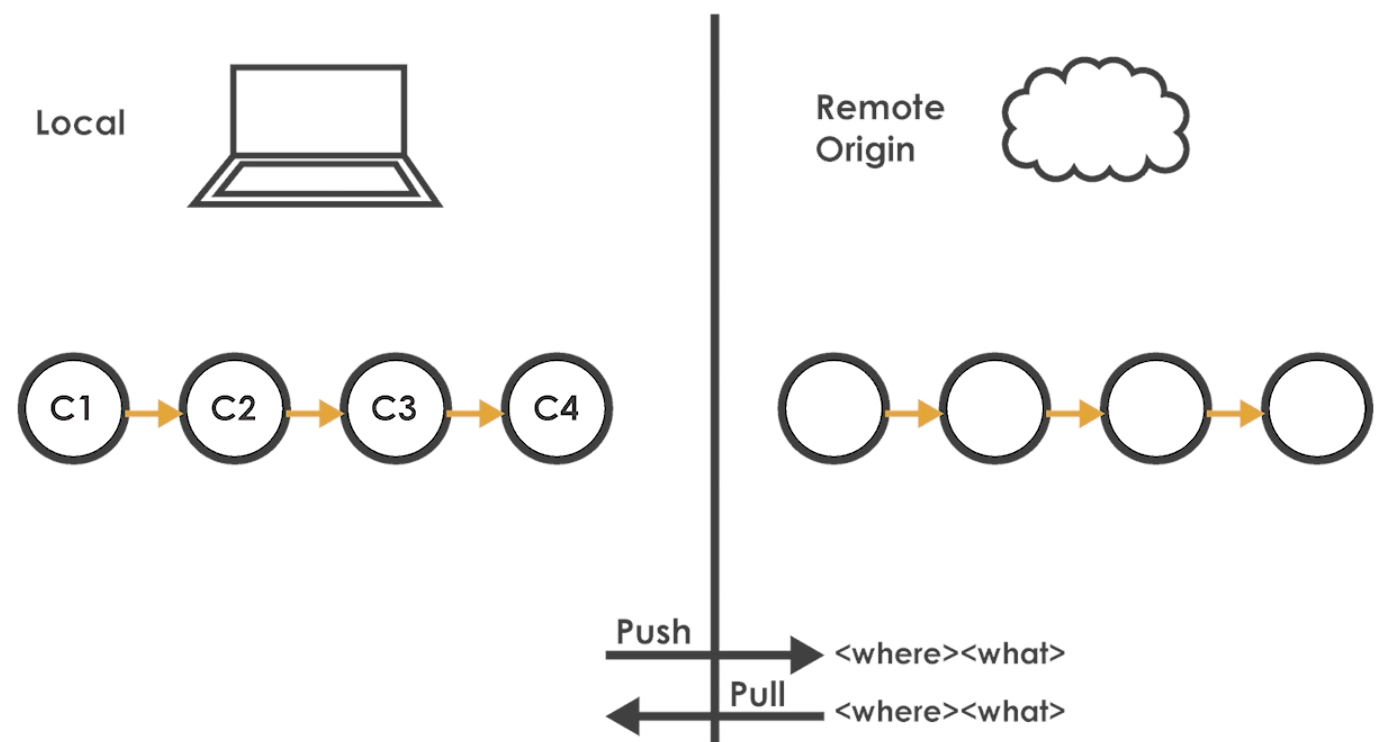 Local
Remote
Origin
C1
C2
C3
C4
Push
<where><what>
Pull
<where><what>